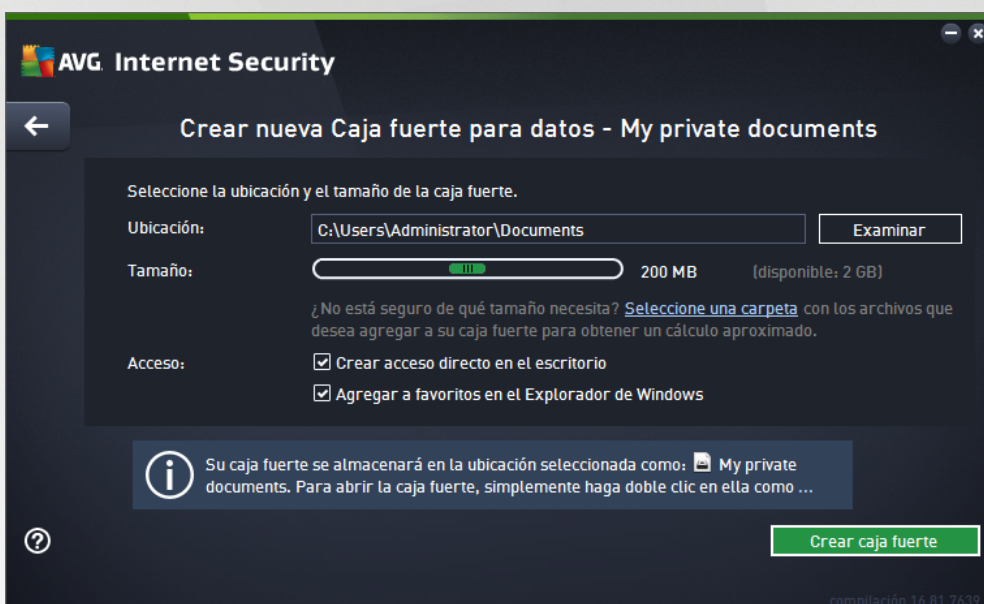 AVG. Internet Security
Crear nueva Caja fuerte para datos - My private documents
Seleccione la ubicación y el tamaño de la caja fuerte.
Ubicación: C:\Users\Administrator\Documents Examinar
Tamaño: 200 MB (disponible: 2 GB)
¿No está seguro de qué tamaño necesita? Seleccione una carpeta con los archivos que
desea agregar a su caja fuerte para obtener un cálculo aproximado.
Acceso: Crear acceso directo en el escritorio
Agregar a favoritos en el Explorador de Windows
Su caja fuerte se almacenará en la ubicación seleccionada como: My private
documents. Para abrir la caja fuerte, simplemente haga doble clic en ella como ...
Crear caja fuerte
compilación 16.81.7639